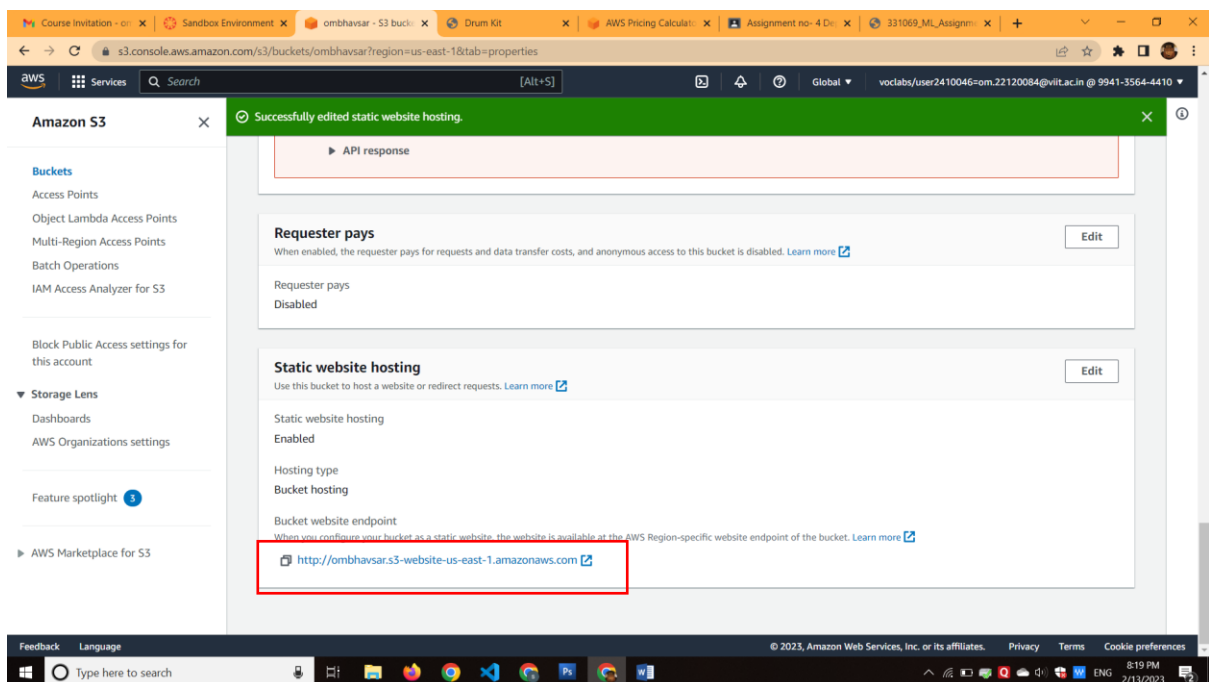 Course Invitation - on
Sandbox Environment
ombhavsar - S3 bucke
Drum Kit
AWS Pricing Calculato
Assignment no- 4 De
331069_ML_Assignm
s3.console.aws.amazon.com/s3/buckets/ombhavsar?region=us-east-1&tab=properties
aws
Services
Search
[Alt+S]
Global
voclabs/user2410046=om.22120084@viit.ac.in @ 9941-3564-4410
Amazon S3
Buckets
Access Points
Object Lambda Access Points
Multi-Region Access Points
Batch Operations
IAM Access Analyzer for S3
Block Public Access settings for
this account
Storage Lens
Dashboards
AWS Organizations settings
Feature spotlight 3
AWS Marketplace for S3
Successfully edited static website hosting.
API response
Requester pays
Edit
When enabled, the requester pays for requests and data transfer costs, and anonymous access to this bucket is disabled. Learn more
Requester pays
Disabled
Static website hosting
Edit
Use this bucket to host a website or redirect requests. Learn more
Static website hosting
Enabled
Hosting type
Bucket hosting
Bucket website endpoint
When you configure your bucket as a static website, the website is available at the AWS Region-specific website endpoint of the bucket. Learn more
http://ombhavsar.s3-website-us-east-1.amazonaws.com
Feedback
Language
© 2023, Amazon Web Services, Inc. or its affiliates.
Privacy
Terms
Cookie preferences
Type here to search
Ps
ENG
8:19 PM
2/13/2023